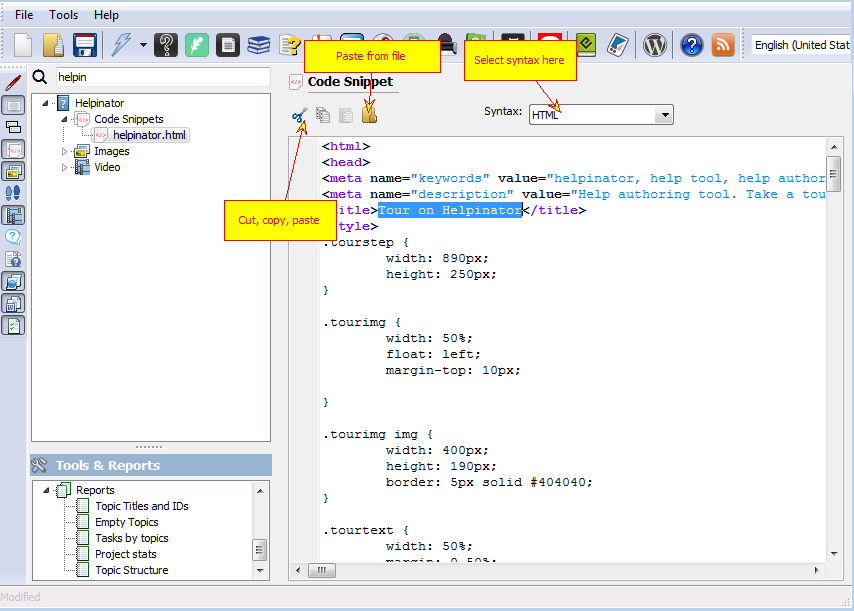 File Tools Help
English (United Stat
Paste from file
Select syntax here
helpin
Code Snippet
Syntax: HTML
Helpinator
Code Snippets
helpinator.html
Images
Video
Cut, copy, paste
<html>
<head>
<meta name="keywords" value="helpinator, help tool, help author
<meta name="description" value="Help authoring tool. Take a tou
itle>Tour on Helpinator</title>
tyle>
.tourstep {
width: 890px;
height: 250px;
}
.tourimg {
width: 50%;
float: left;
margin-top: 10px;
}
.tourimg img {
width: 400px;
height: 190px;
border: 5px solid #404040;
}
.tourtext {
width: 50%;
margin: 0 50%;
Tools & Reports
Reports
Topic Titles and IDs
Empty Topics
Tasks by topics
Project stats
Topic Structure
Modified